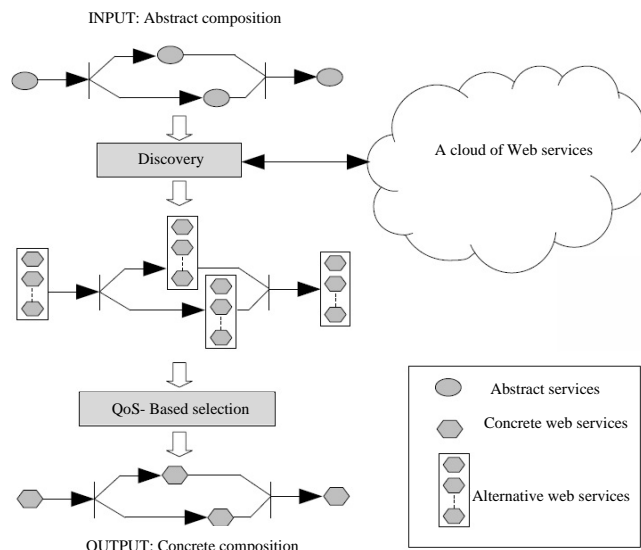 INPUT: Abstract composition
Discovery
A cloud of Web services
QoS- Based selection
Abstract services
Concrete web services
Alternative web services
OUTPUT: Concrete composition